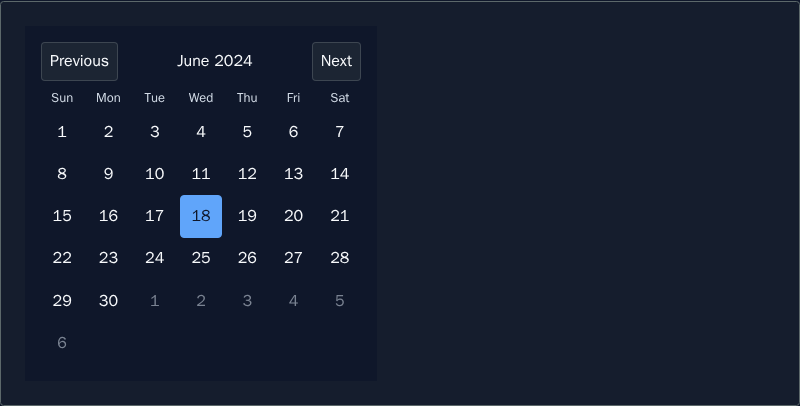 Previous June 2024 Next
Sun Mon Tue Wed Thu Fri Sat
1 2 3 4 5 6 7
8 9 10 11 12 13 14
15 16 17 18 19 20 21
22 23 24 25 26 27 28
29 30 1 2 3 4 5
6